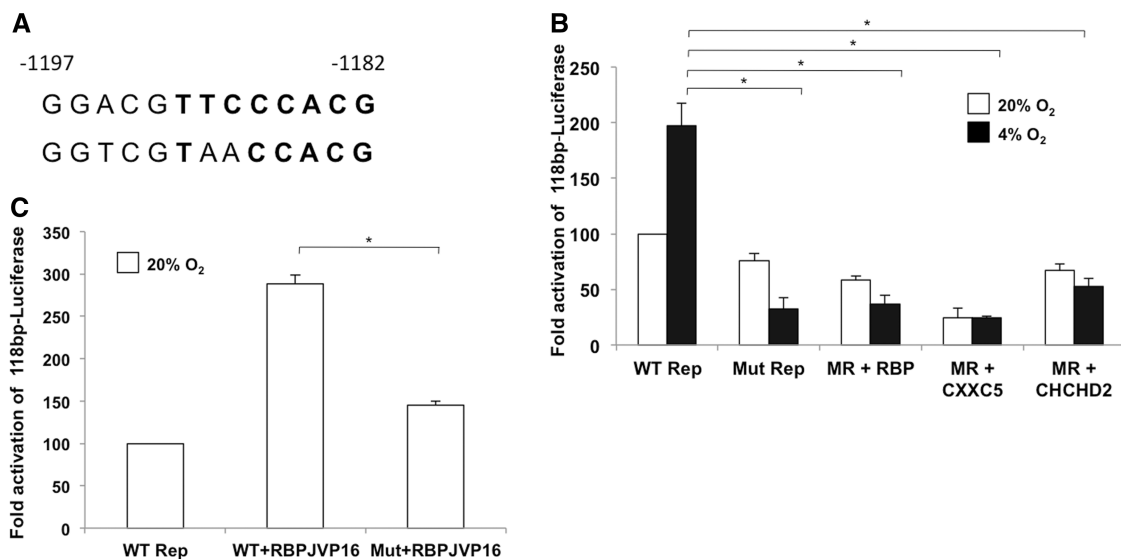 A
-1197 -1182
G G A C G T T C C C A C G
G G T C G T A A C C A C G
B
Fold activation of 118bp-Luciferase
250
200
150
100
50
0
*
*
*
*
20% O2
4% O2
WT Rep Mut Rep MR + RBP MR + CXXC5 MR + CHCHD2
C
Fold activation of 118bp-Luciferase
350
300
250
200
150
100
50
0
20% O2
*
WT Rep WT+RBPJVP16 Mut+RBPJVP16